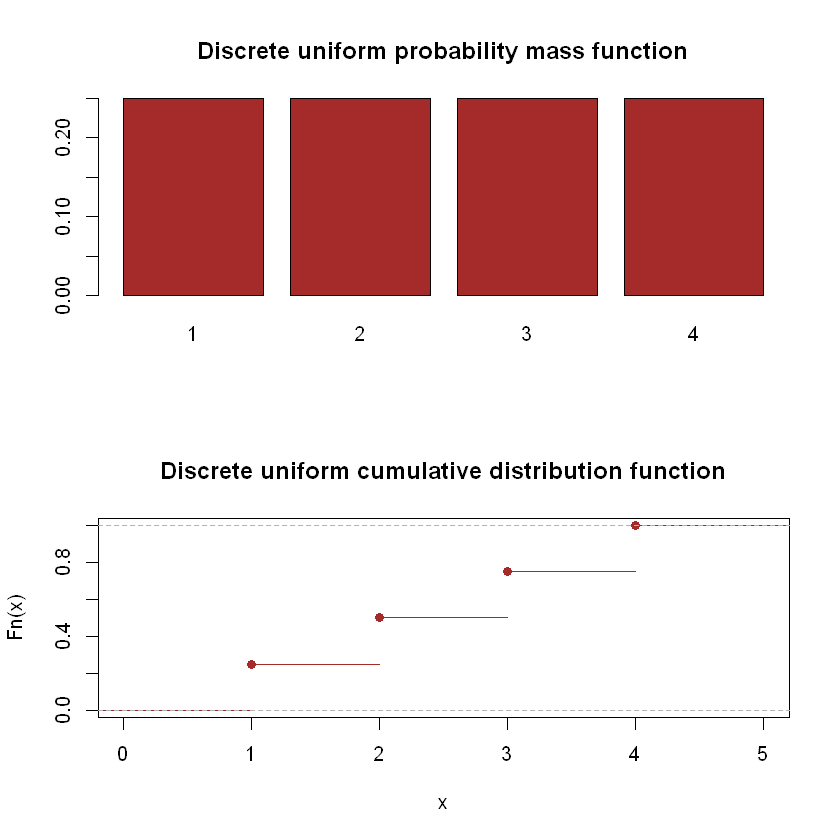 Discrete uniform probability mass function
0.20
0.10
0.00
1 2 3 4
Discrete uniform cumulative distribution function
Fn(x)
0.8
0.4
0.0
0 1 2 3 4 5
x